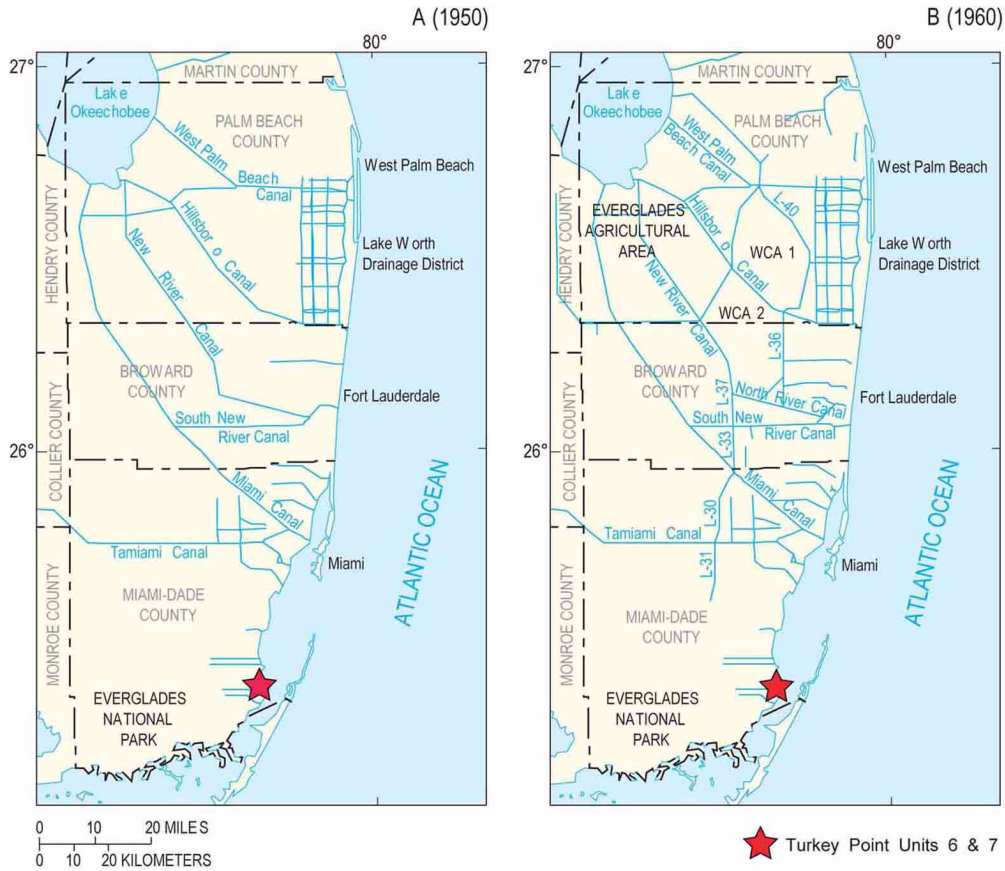 A (1950)
80°
27°
MARTIN COUNTY
Lake
Okeechobee
PALM BEACH
COUNTY
West Palm
Beach
Canal
West Palm Beach
HENDRY COUNTY
Hillsboro Canal
New
River
Canal
Lake Worth
Drainage District
BROWARD
COUNTY
Fort Lauderdale
COLLIER COUNTY
South New
River Canal
26°
Miami
Canal
Tamiami Canal
Miami
ATLANTIC OCEAN
MIAMI-DADE
COUNTY
MONROE COUNTY
EVERGLADES
NATIONAL
PARK
0 10 20 MILES
0 10 20 KILOMETERS
B (1960)
80°
27°
MARTIN COUNTY
Lake
Okeechobee
PALM BEACH
COUNTY
West Palm
Beach Canal
West Palm Beach
L-40
HENDRY COUNTY
EVERGLADES
AGRICULTURAL
AREA
Hillsboro Canal
WCA 1
Lake Worth
Drainage District
New River
Canal
WCA 2
L-36
BROWARD
COUNTY
L-37
North River Canal
Fort Lauderdale
COLLIER COUNTY
South New
River Canal
L-33
26°
Miami
Canal
L-30
Tamiami Canal
L-31
Miami
ATLANTIC OCEAN
MIAMI-DADE
COUNTY
MONROE COUNTY
EVERGLADES
NATIONAL
PARK
Turkey Point Units 6 & 7